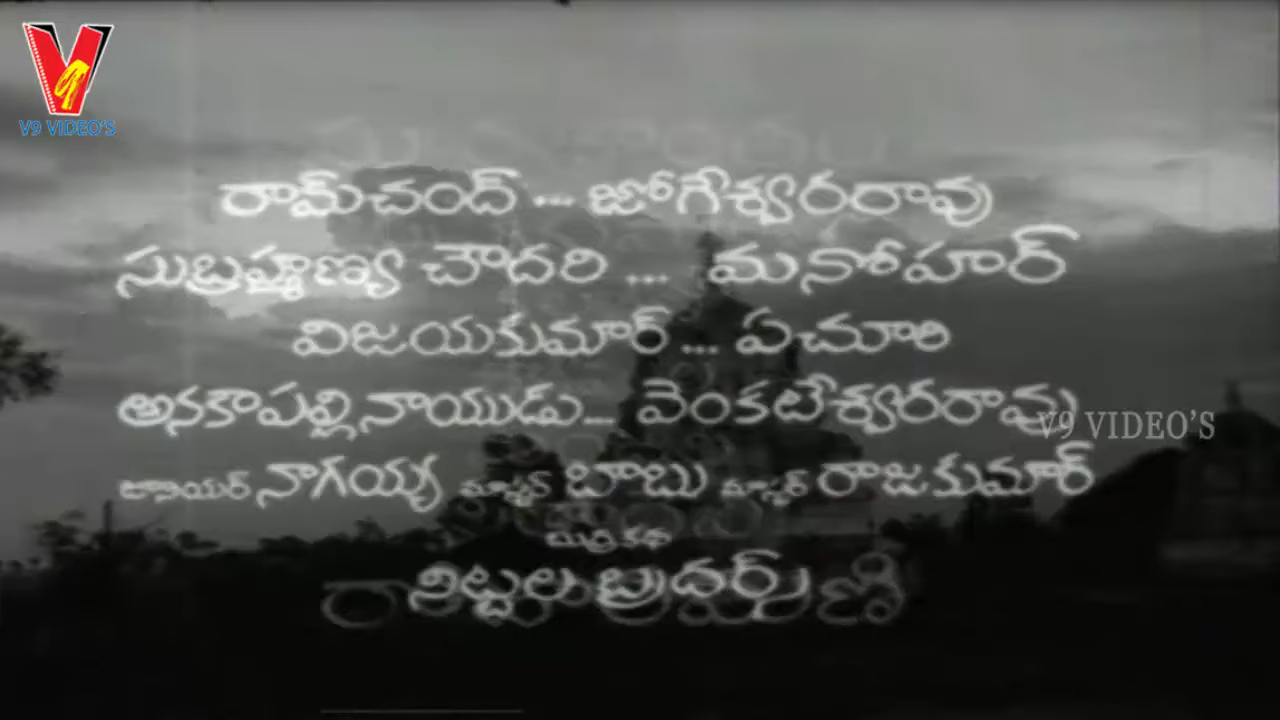 V9 VIDEO'S
రామ్‌చంద్ ... జోగేశ్వరరావు
సుబ్రహ్మణ్య చౌదరి ... మనోహర్
విజయకుమార్ ... ఏచూరి
అనకాపల్లి నాయుడు... వెంకటేశ్వరరావు
V9 VIDEO'S
జూనియర్ నాగయ్య మాస్టర్ బాబు మాస్టర్ రాజకుమార్
బుర్రకథ
నిట్టల బ్రదర్స్